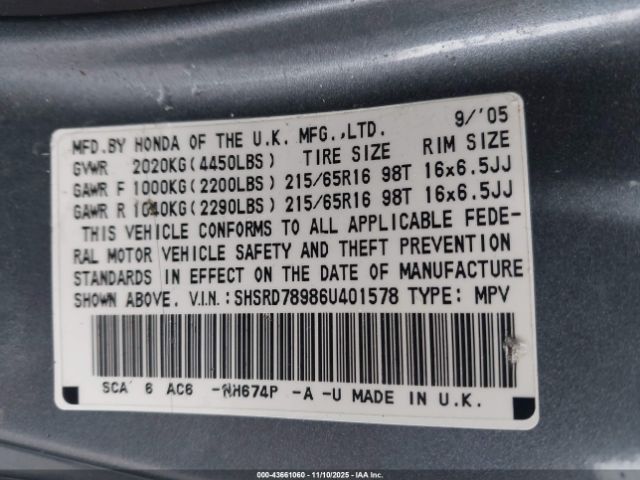 MFD.BY HONDA OF THE U.K. MFG.,LTD. 9/'05
GVWR 2020KG(4450LBS) TIRE SIZE RIM SIZE
GAWR F 1000KG(2200LBS) 215/65R16 98T 16x6.5JJ
GAWR R 1040KG(2290LBS) 215/65R16 98T 16x6.5JJ
THIS VEHICLE CONFORMS TO ALL APPLICABLE FEDE-
RAL MOTOR VEHICLE SAFETY AND THEFT PREVENTION
STANDARDS IN EFFECT ON THE DATE OF MANUFACTURE
SHOWN ABOVE. V.I.N.:SHSRD78986U401578 TYPE: MPV
SCA 6 AC6 -NH674P -A -U MADE IN U.K.
000-43661060 - 11/10/2025 - IAA Inc.